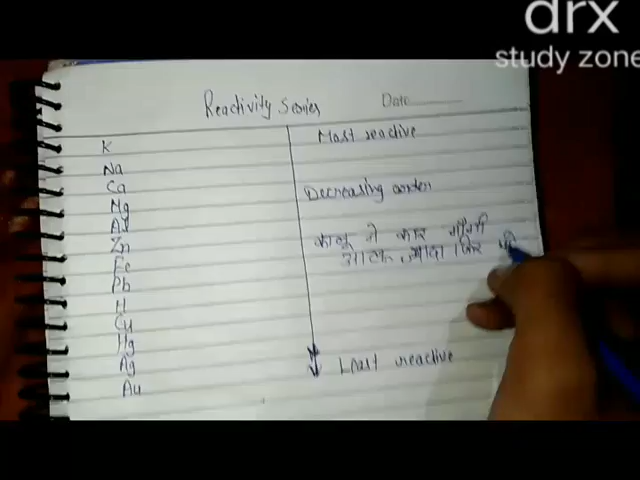 drx
study zone
Reactivity Series
Date
K
Most reactive
Na
Ca
Decreasing order
Mg
Al
Zn
कालू ने कार माँगी
Fe
आल्टो ज्यादा फिर भी
Pb
H
Cu
Hg
Least reactive
Ag
Au